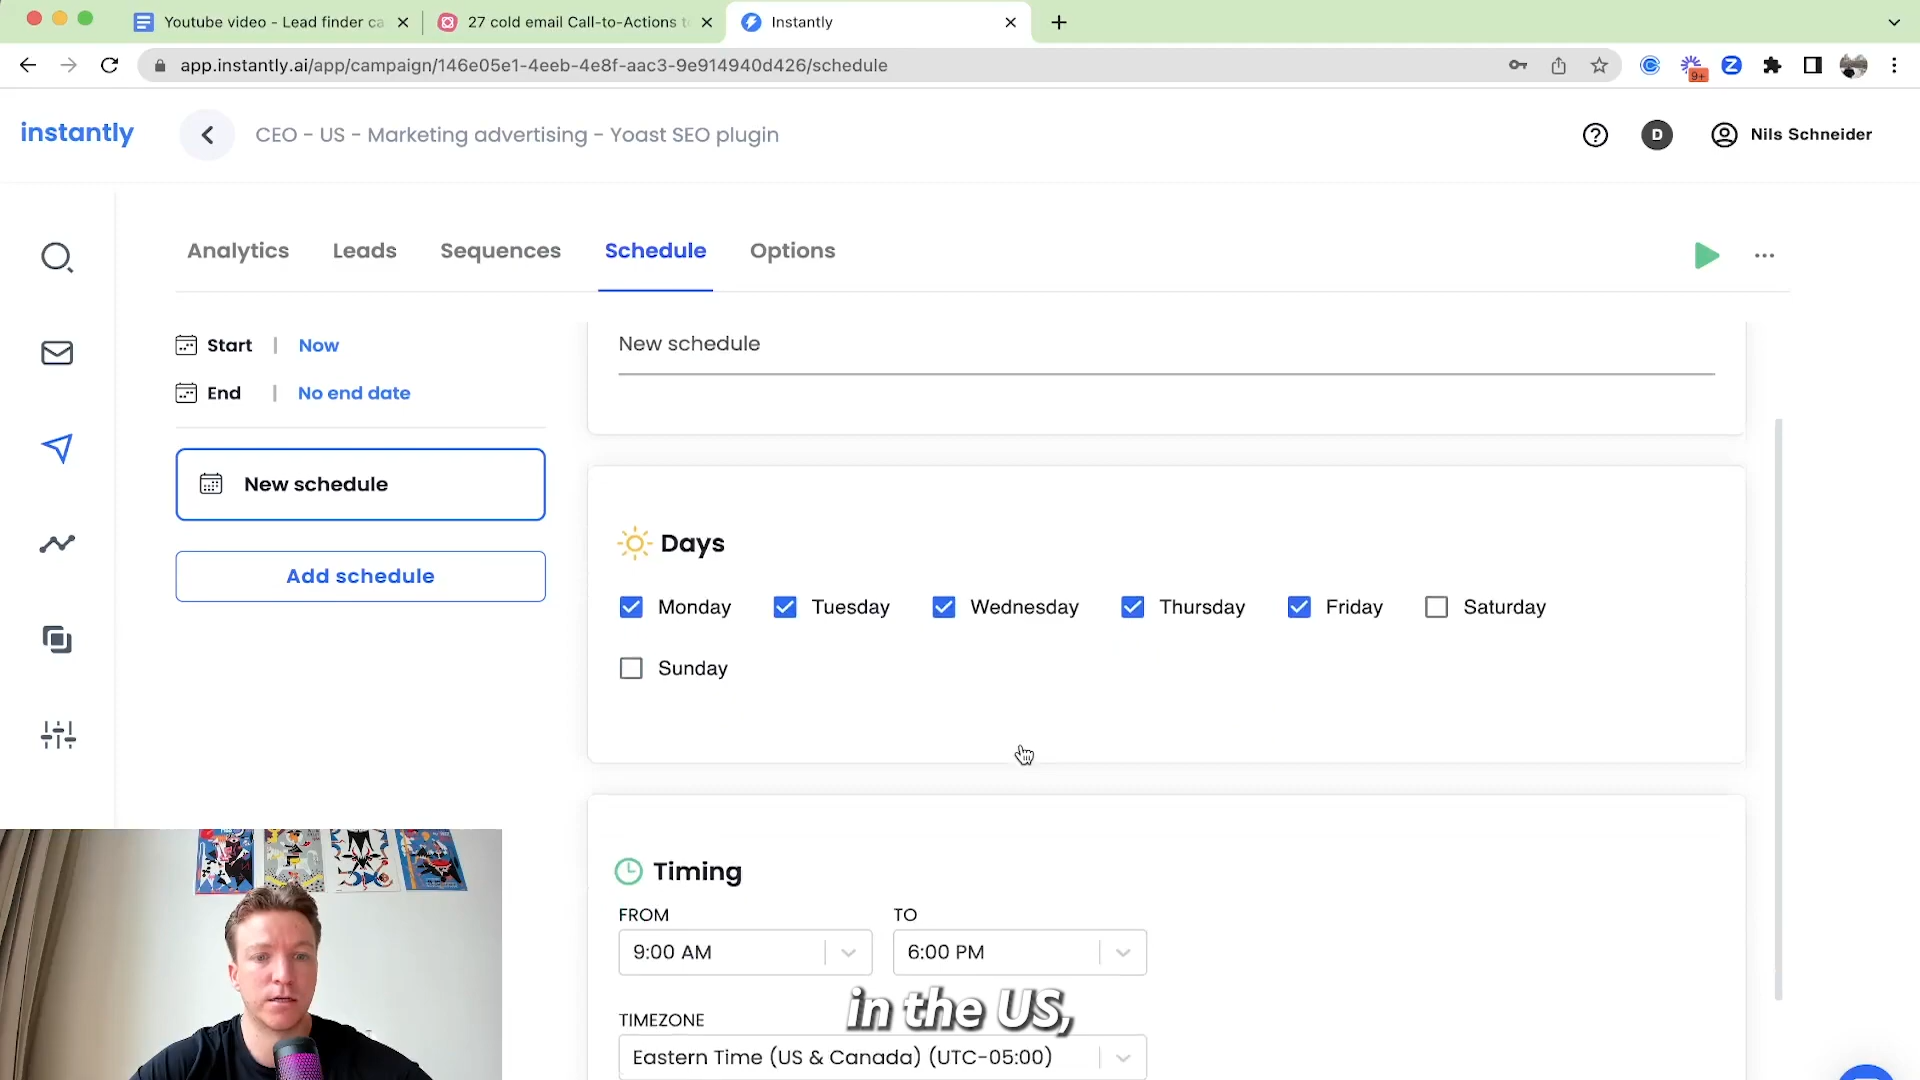 Youtube video - Lead finder ca
27 cold email Call-to-Actions t
Instantly
app.instantly.ai/app/campaign/146e05e1-4eeb-4e8f-aac3-9e914940d426/schedule
9+
instantly
CEO - US - Marketing advertising - Yoast SEO plugin
D
Nils Schneider
Analytics
Leads
Sequences
Schedule
Options
Start | Now
End | No end date
New schedule
Add schedule
New schedule
Days
Monday
Tuesday
Wednesday
Thursday
Friday
Saturday
Sunday
Timing
FROM
TO
9:00 AM
6:00 PM
in the US,
TIMEZONE
Eastern Time (US & Canada) (UTC-05:00)